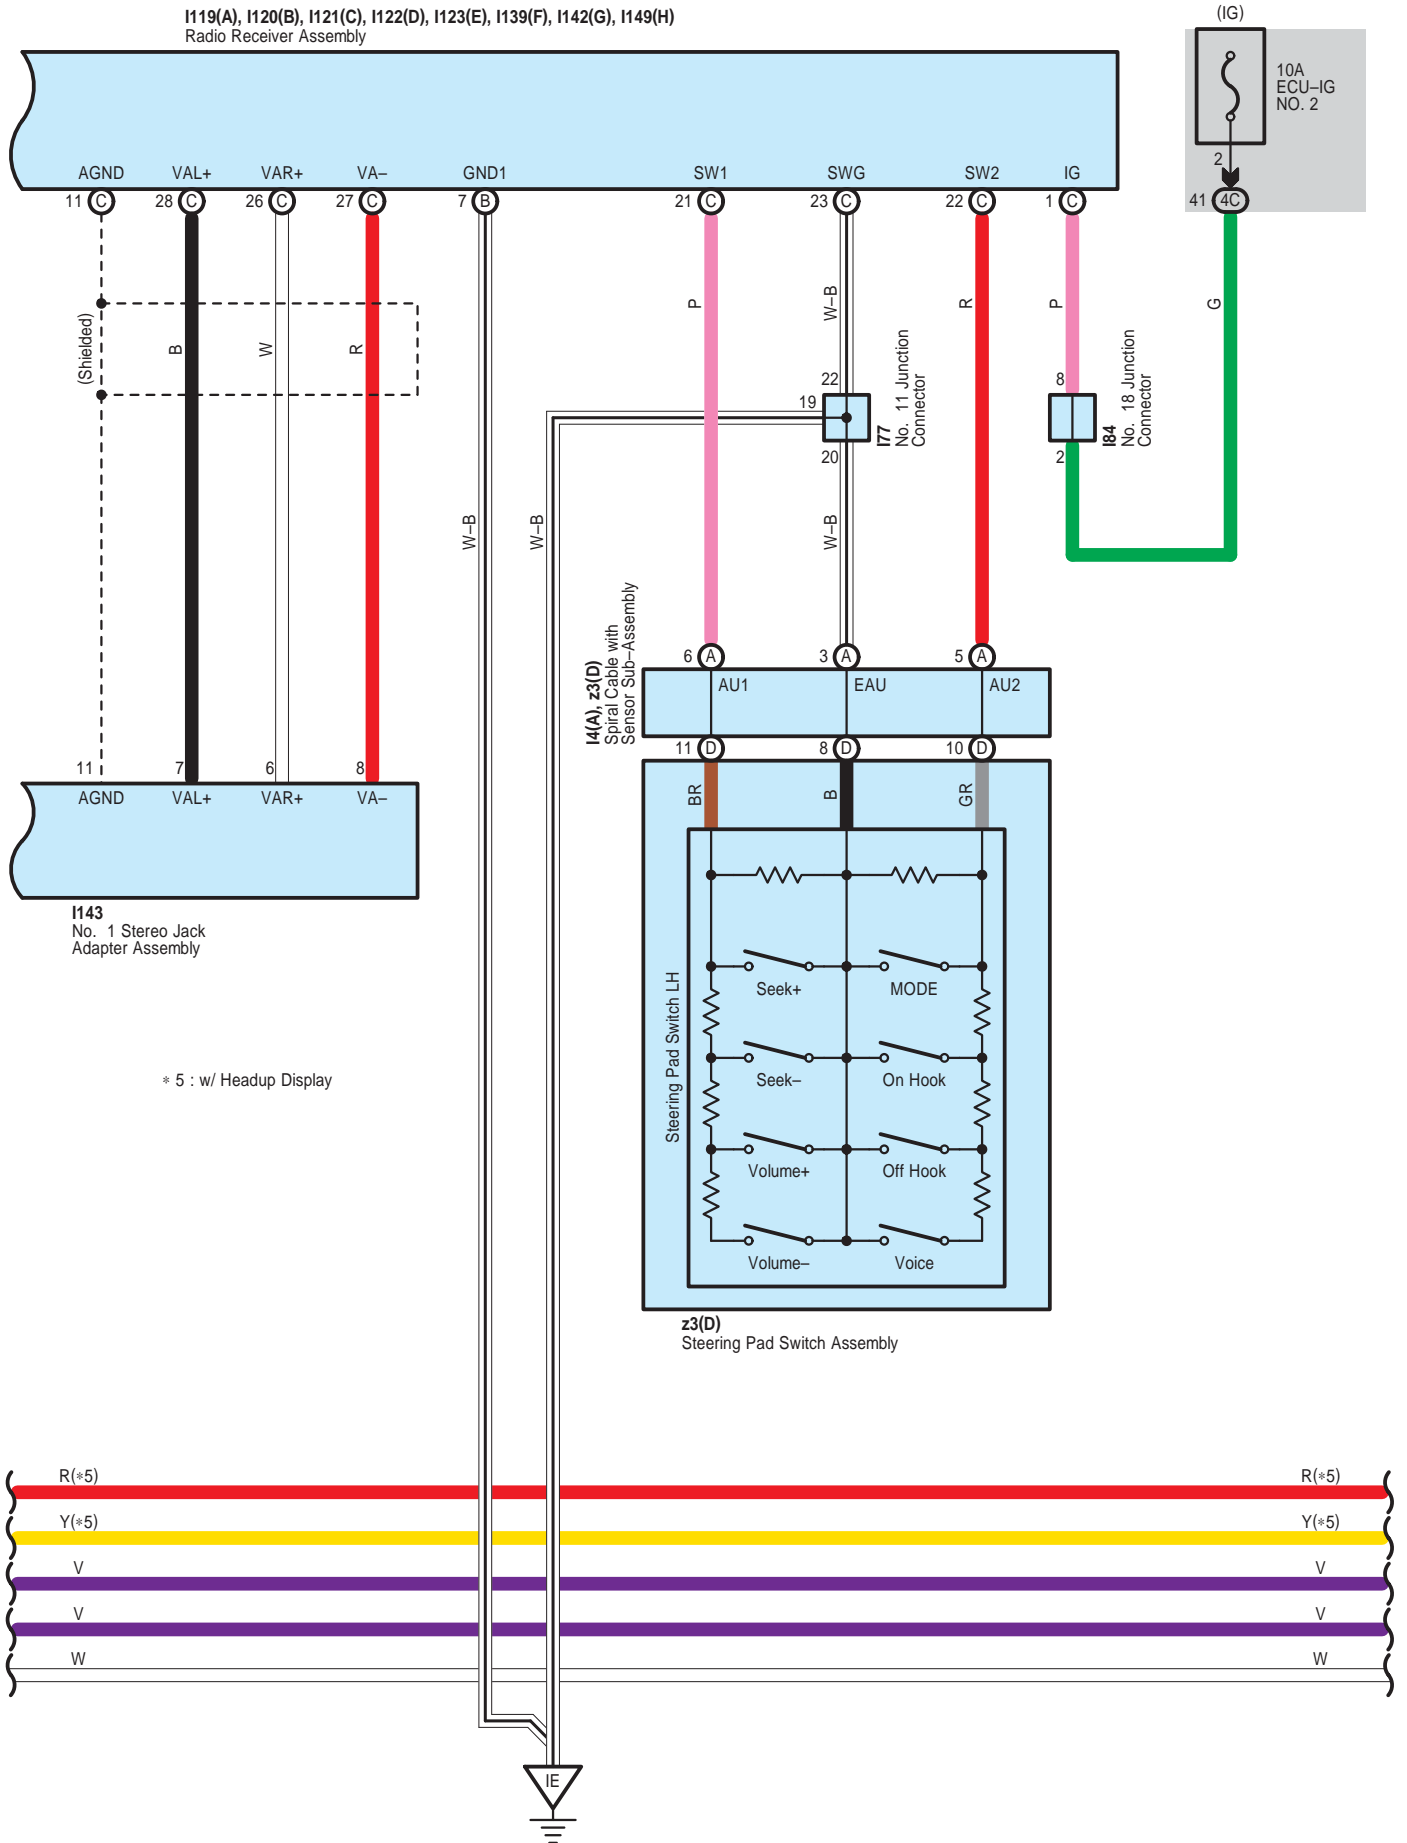 I119(A), I120(B), I121(C), I122(D), I123(E), I139(F), I142(G), I149(H)
Radio Receiver Assembly
(IG)
10A
ECU–IG
NO. 2
2
41 4C
AGND VAL+ VAR+ VA– GND1 SW1 SWG SW2 IG
11 C 28 C 26 C 27 C 7 B 21 C 23 C 22 C 1 C
(Shielded)
B
W
R
P
W–B
R
P
G
22
19
20
I77
No. 11 Junction
Connector
8
2
I84
No. 18 Junction
Connector
W–B
W–B
W–B
I4(A), z3(D)
Spiral Cable with
Sensor Sub–Assembly
6 A 3 A 5 A
AU1 EAU AU2
11 D 8 D 10 D
11 7 6 8
AGND VAL+ VAR+ VA–
I143
No. 1 Stereo Jack
Adapter Assembly
BR B GR
Steering Pad Switch LH
Seek+ MODE
Seek– On Hook
Volume+ Off Hook
Volume– Voice
∗ 5 : w/ Headup Display
z3(D)
Steering Pad Switch Assembly
R(∗5) R(∗5)
Y(∗5) Y(∗5)
V V
V V
W W
IE